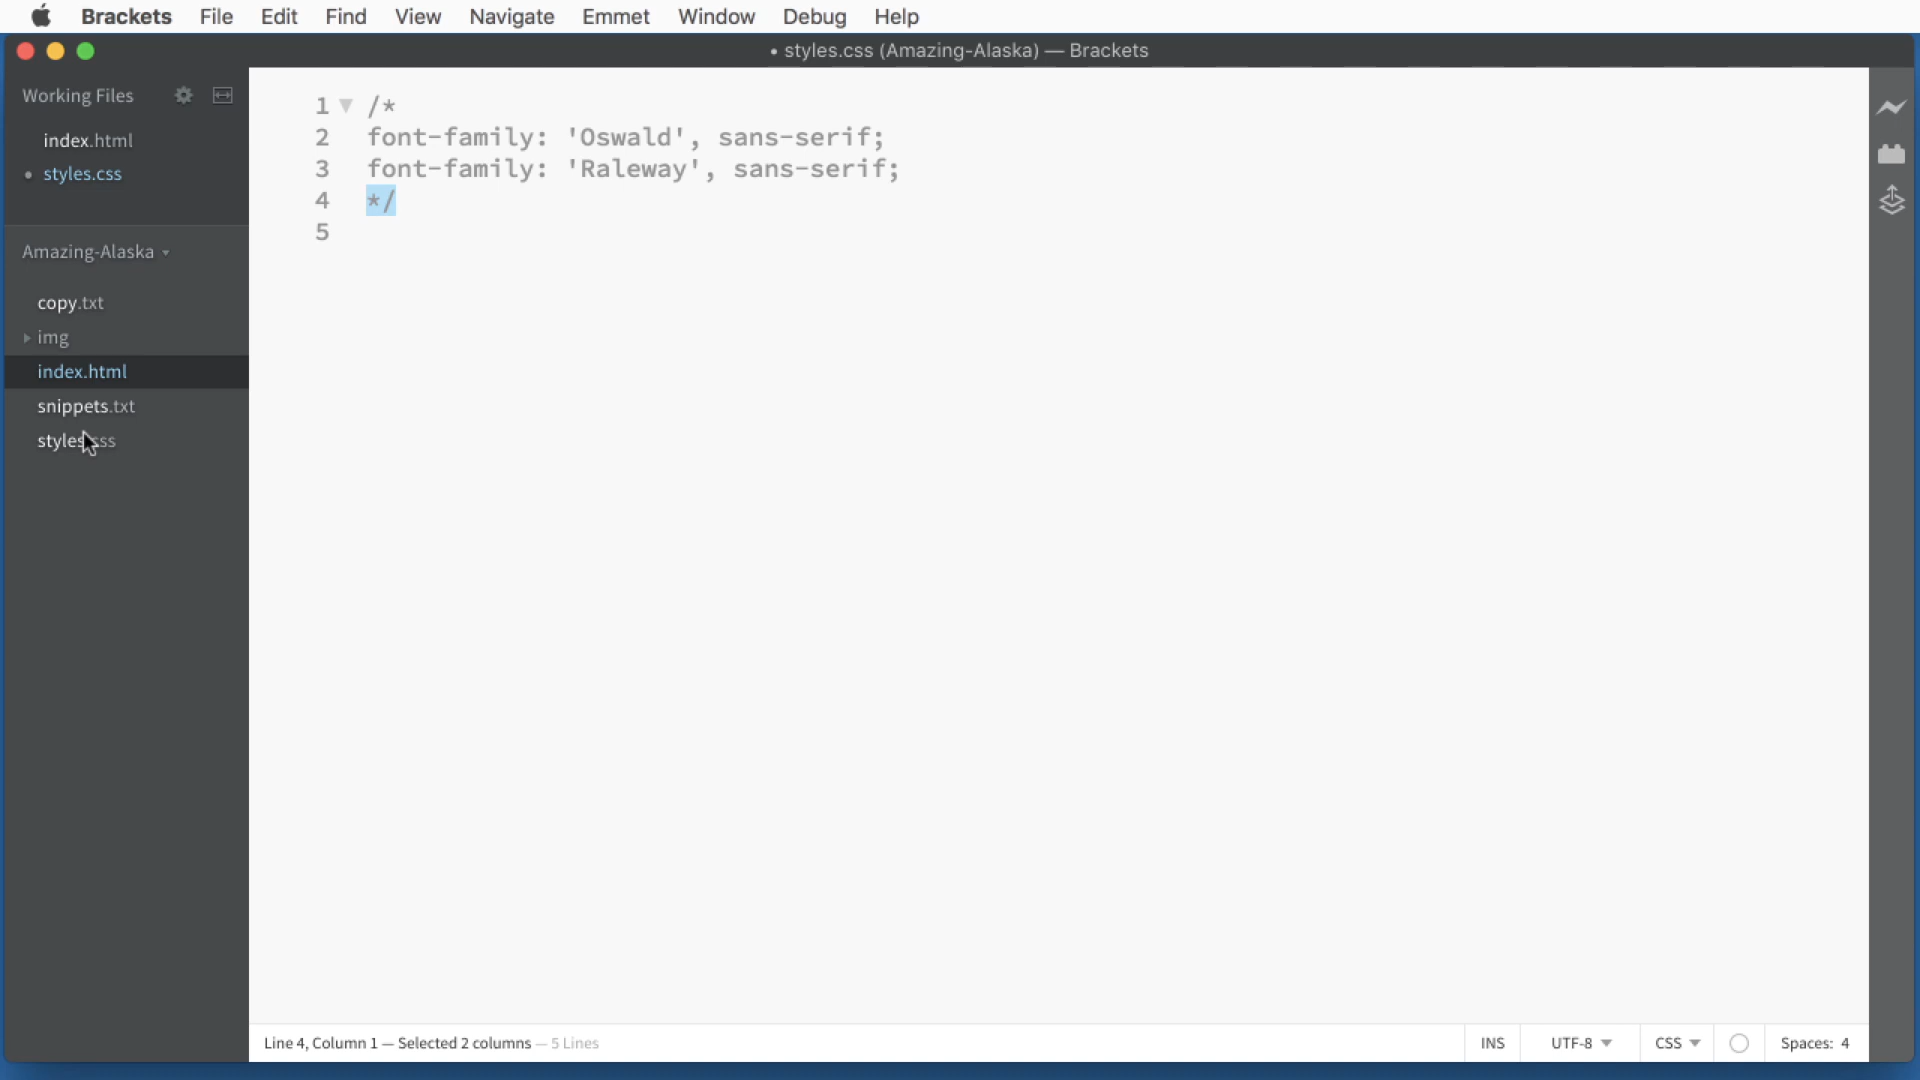 Brackets File Edit Find View Navigate Emmet Window Debug Help
• styles.css (Amazing-Alaska) — Brackets
Working Files
index.html
• styles.css
Amazing-Alaska
copy.txt
img
index.html
snippets.txt
styles.css
1 /*
2 font-family: 'Oswald', sans-serif;
3 font-family: 'Raleway', sans-serif;
4 */
5
Line 4, Column 1 — Selected 2 columns — 5 Lines
INS UTF-8 CSS Spaces: 4